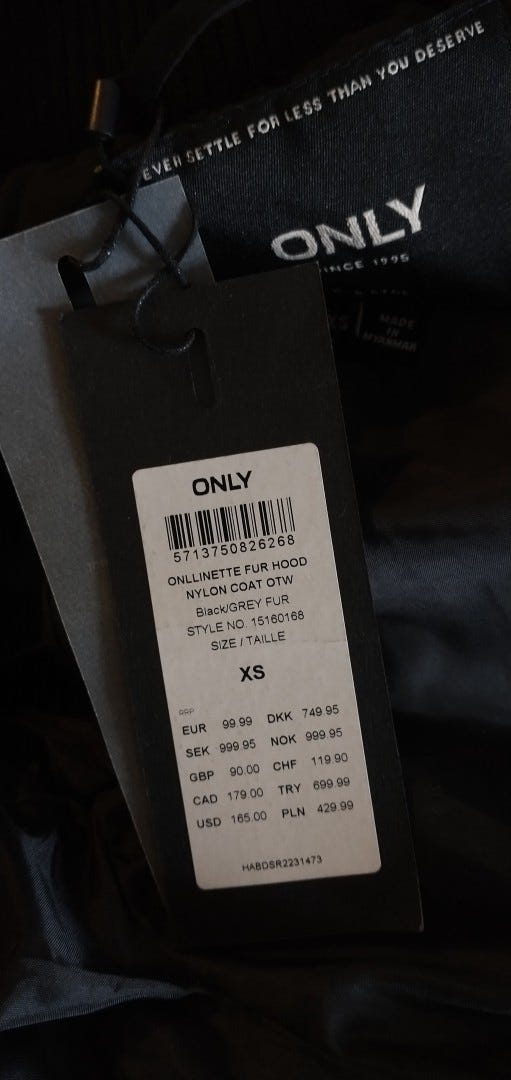 EVER SETTLE FOR LESS THAN YOU DESERVE
ONLY
INCE 1995
XS
MADE
IN
MYANMAR
ONLY
5713750826268
ONLLINETTE FUR HOOD
NYLON COAT OTW
Black/GREY FUR
STYLE NO. 15160168
SIZE / TAILLE
XS
RRP
EUR 99.99 DKK 749.95
SEK 999.95 NOK 999.95
GBP 90.00 CHF 119.90
CAD 179.00 TRY 699.99
USD 165.00 PLN 429.99
HABDSR2231473